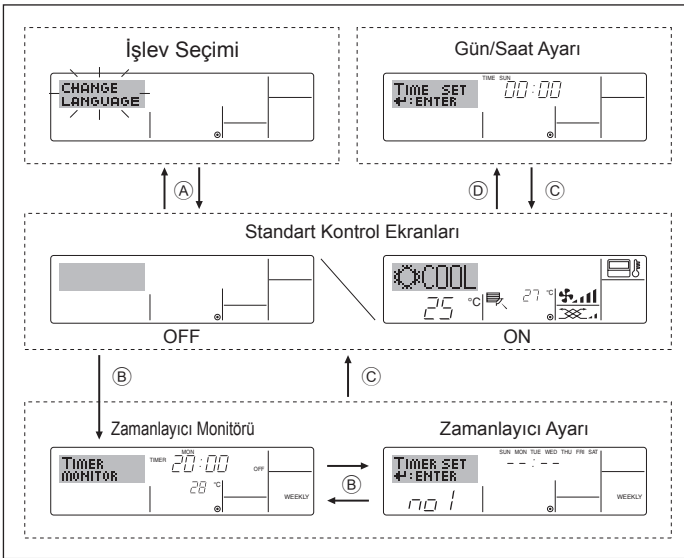 İşlev Seçimi
CHANGE
LANGUAGE
Gün/Saat Ayarı
TIME SUN
TIME SET 00:00
↵:ENTER
Ⓐ
Ⓓ Ⓒ
Standart Kontrol Ekranları
OFF
COOL
25 °C 27 °C
ON
Ⓑ Ⓒ
Zamanlayıcı Monitörü
MON
TIMER 20:00 OFF
TIMER
MONITOR
28 °C
WEEKLY
Ⓑ
Zamanlayıcı Ayarı
SUN MON TUE WED THU FRI SAT
TIMER SET --:--
↵:ENTER
no 1 WEEKLY